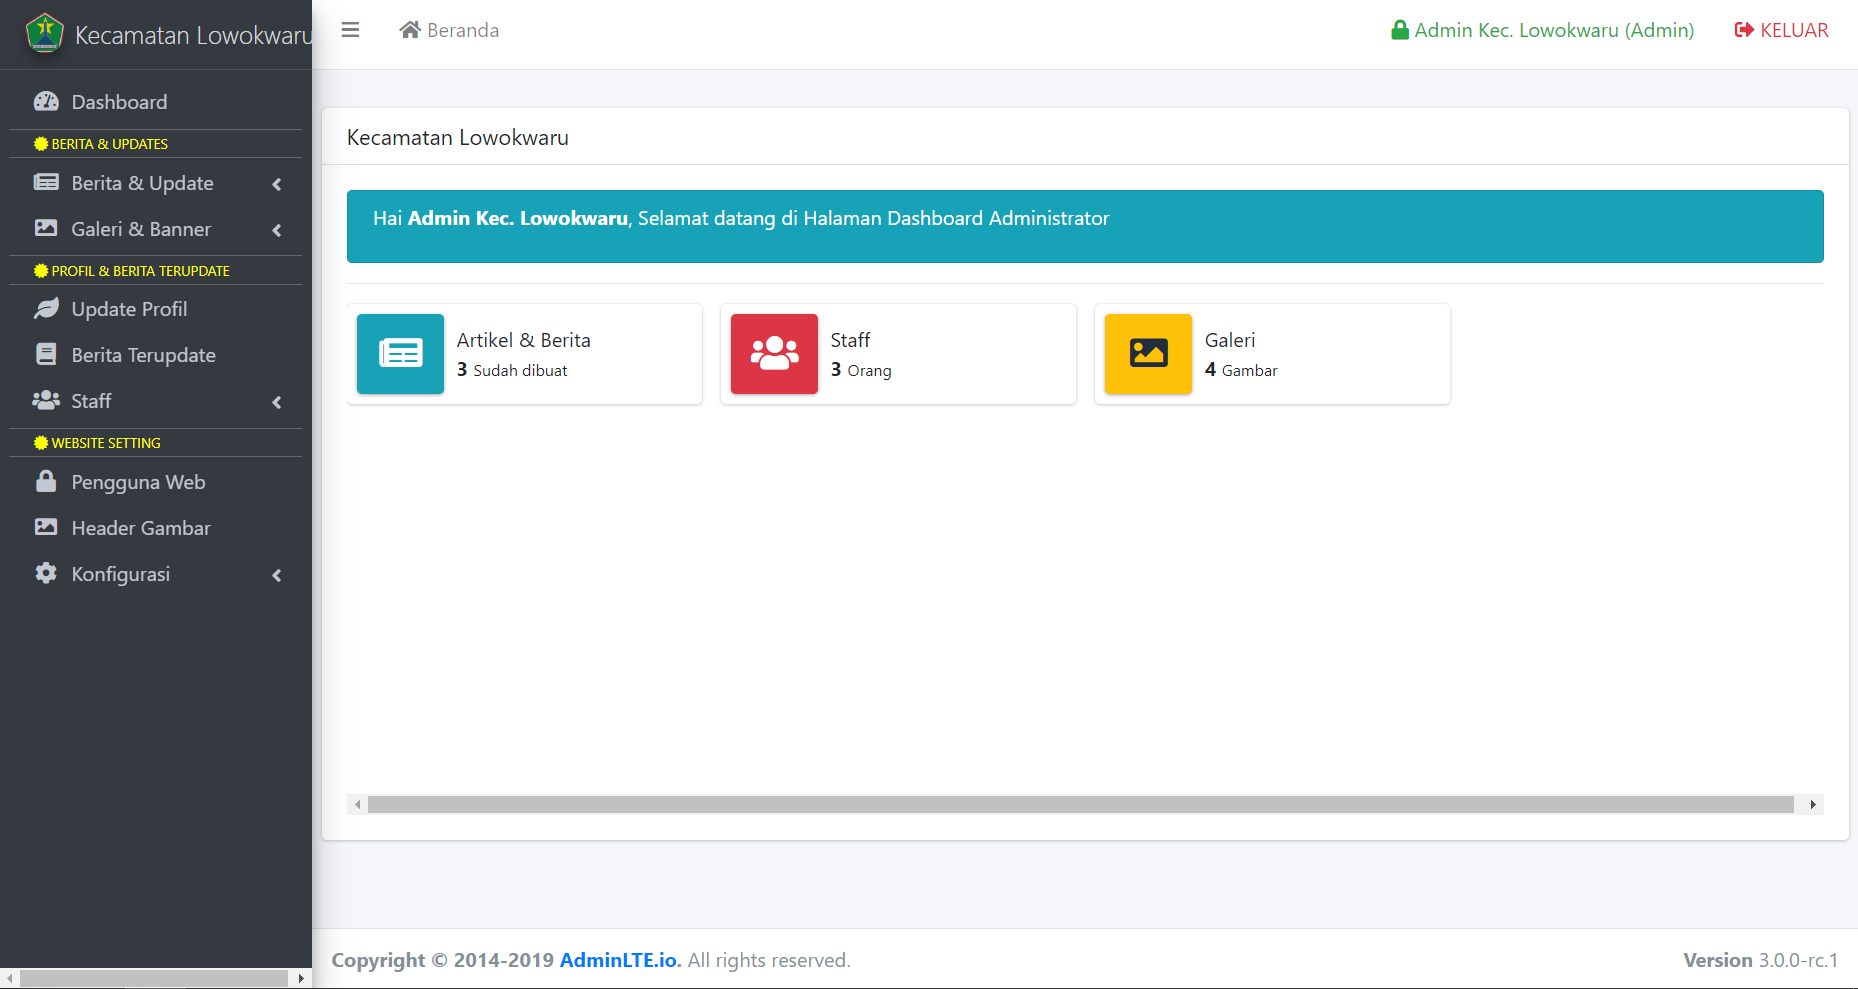 Kecamatan Lowokwaru
Beranda
Admin Kec. Lowokwaru (Admin)
KELUAR
Dashboard
BERITA & UPDATES
Berita & Update
Galeri & Banner
PROFIL & BERITA TERUPDATE
Update Profil
Berita Terupdate
Staff
WEBSITE SETTING
Pengguna Web
Header Gambar
Konfigurasi
Kecamatan Lowokwaru
Hai Admin Kec. Lowokwaru, Selamat datang di Halaman Dashboard Administrator
Artikel & Berita
3 Sudah dibuat
Staff
3 Orang
Galeri
4 Gambar
Copyright © 2014-2019 AdminLTE.io. All rights reserved.
Version 3.0.0-rc.1